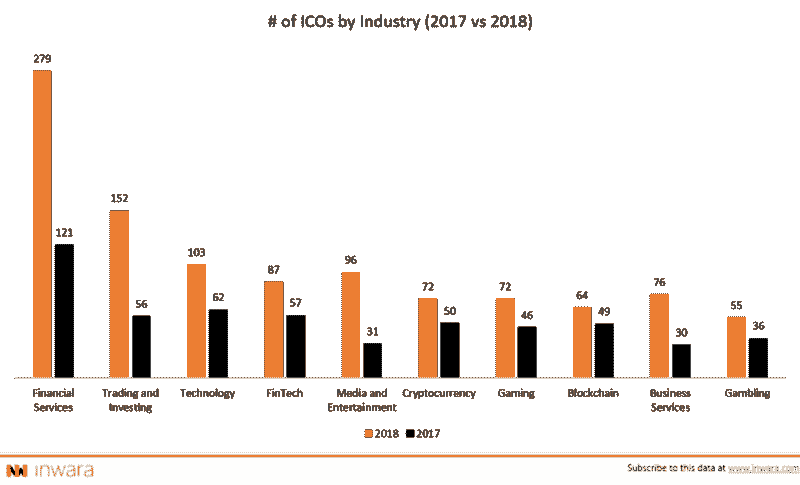 # of ICOs by Industry (2017 vs 2018)
279
121
152
56
103
62
87
57
96
31
72
50
72
46
64
49
76
30
55
36
Financial
Services
Trading and
Investing
Technology
FinTech
Media and
Entertainment
Cryptocurrency
Gaming
Blockchain
Business
Services
Gambling
2018 2017
inwara
Subscribe to this data at www.inwara.com